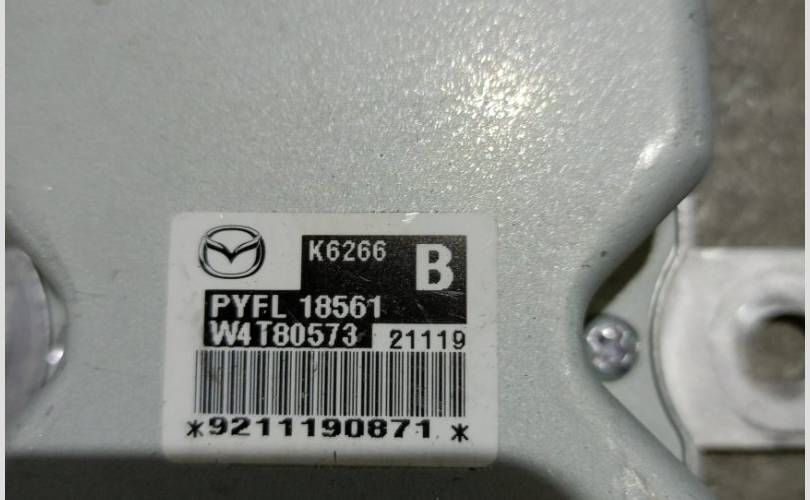 K6266 B
PYFL 18561
W4T80573 21119
*9211190871*